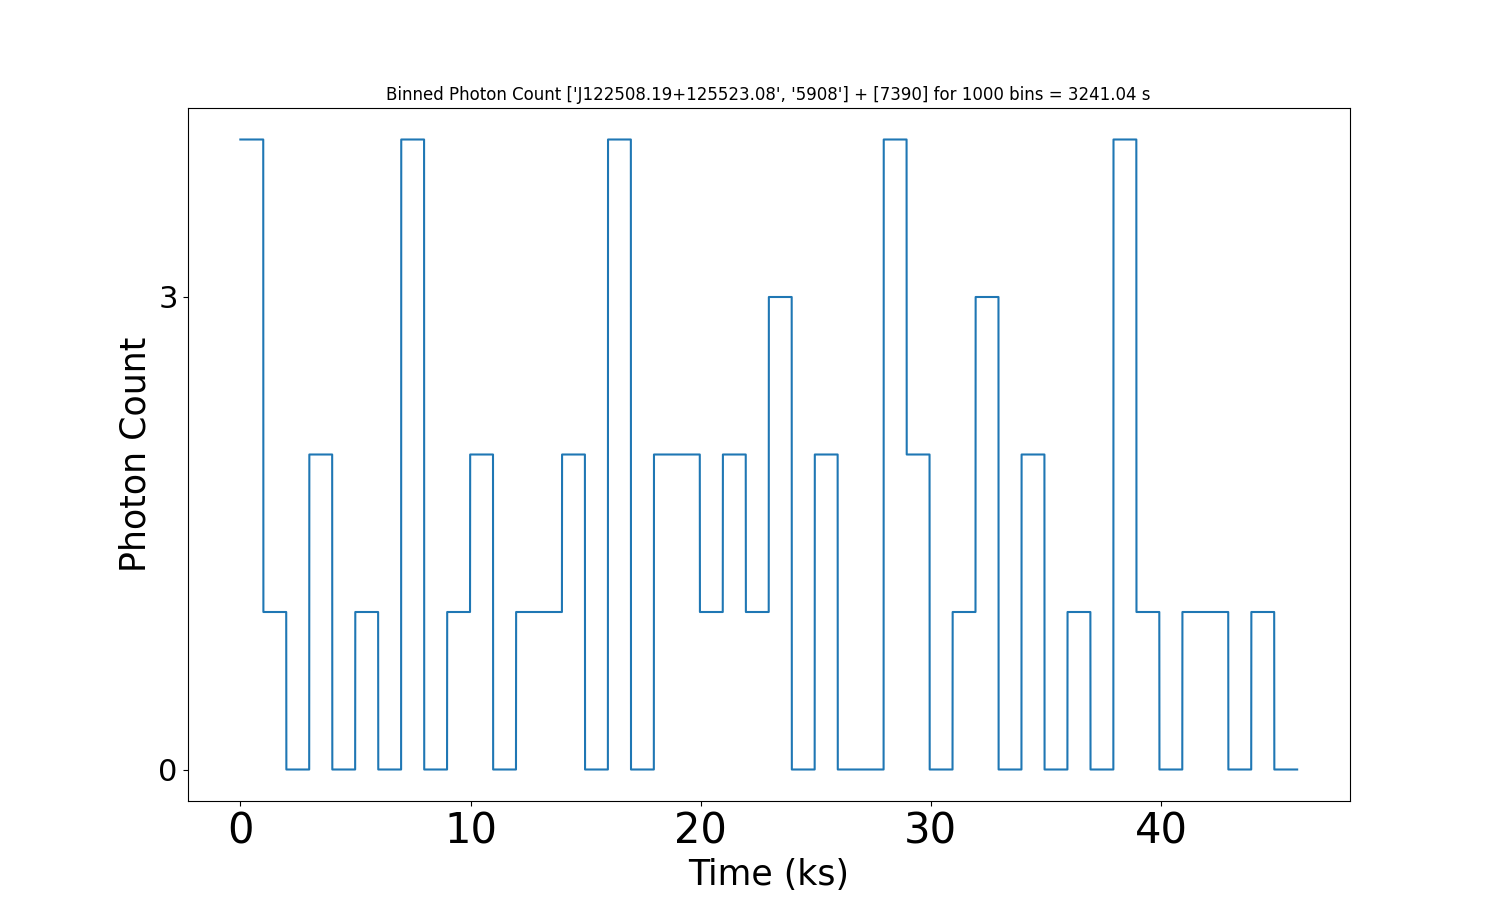 Binned Photon Count ['J122508.19+125523.08', '5908'] + [7390] for 1000 bins = 3241.04 s
Photon Count
3
0
0 10 20 30 40
Time (ks)